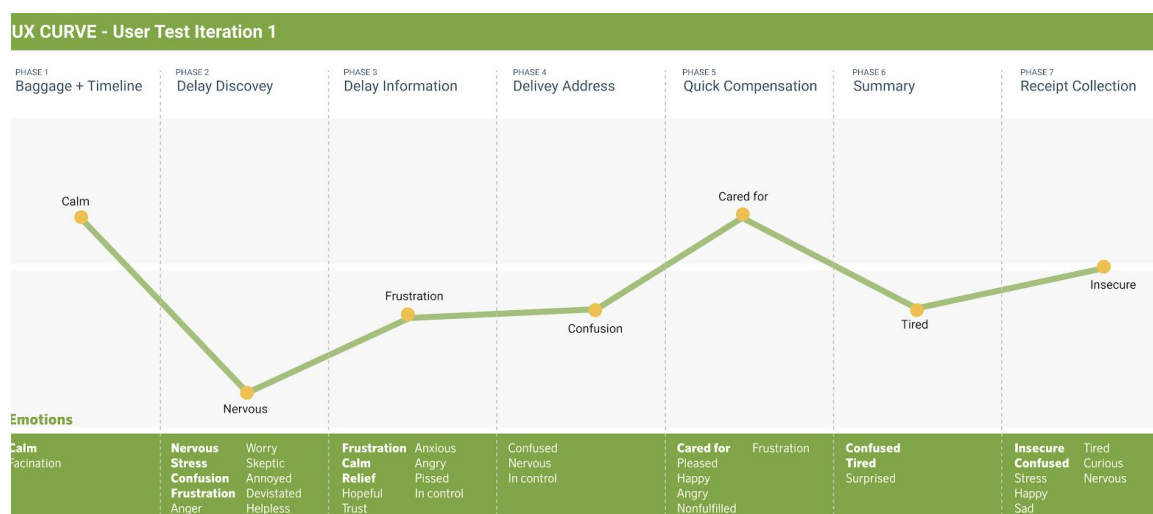 UX CURVE - User Test Iteration 1
PHASE 1
Baggage + Timeline
PHASE 2
Delay Discovey
PHASE 3
Delay Information
PHASE 4
Delivey Address
PHASE 5
Quick Compensation
PHASE 6
Summary
PHASE 7
Receipt Collection
Calm
Nervous
Frustration
Confusion
Cared for
Tired
Insecure
Emotions
Calm
Facination
Nervous
Stress
Confusion
Frustration
Anger
Worry
Skeptic
Annoyed
Devistated
Helpless
Frustration
Calm
Relief
Hopeful
Trust
Anxious
Angry
Pissed
In control
Confused
Nervous
In control
Cared for
Pleased
Happy
Angry
Nonfulfilled
Frustration
Confused
Tired
Surprised
Insecure
Confused
Stress
Happy
Sad
Tired
Curious
Nervous